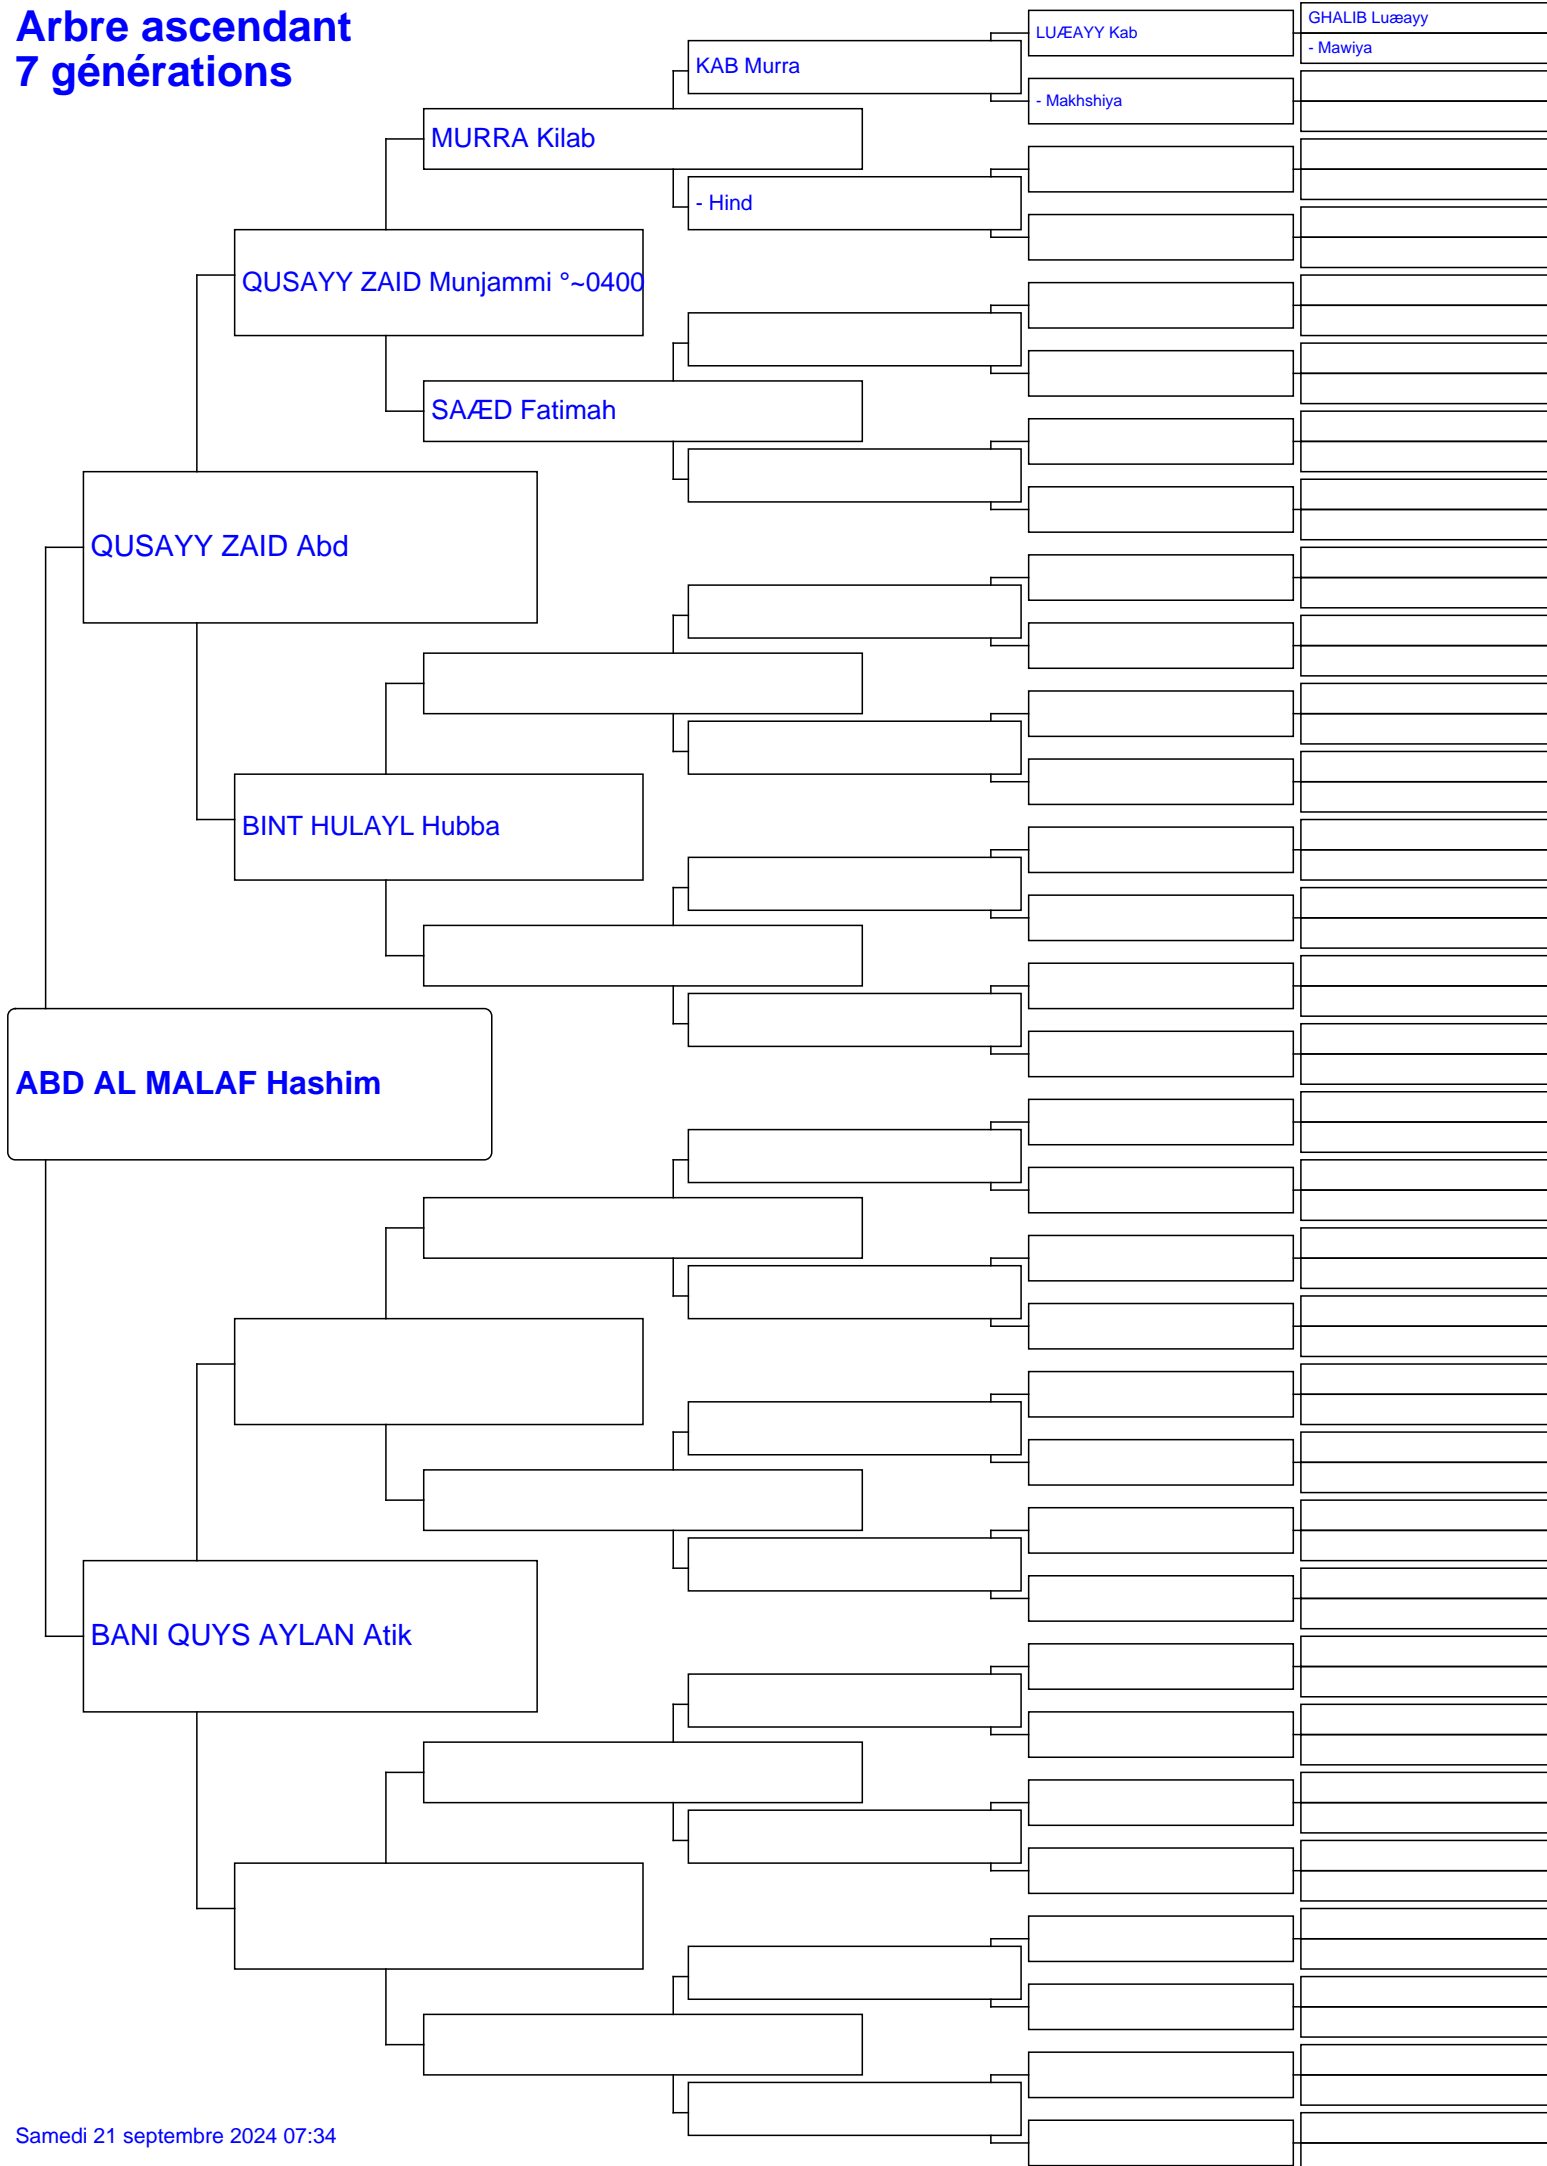 Arbre ascendant
7 générations
LUÆAYY Kab
GHALIB Luæayy
- Mawiya
KAB Murra
- Makhshiya
MURRA Kilab
- Hind
QUSAYY ZAID Munjammi °~0400
SAÆD Fatimah
QUSAYY ZAID Abd
BINT HULAYL Hubba
ABD AL MALAF Hashim
BANI QUYS AYLAN Atik
Samedi 21 septembre 2024 07:34